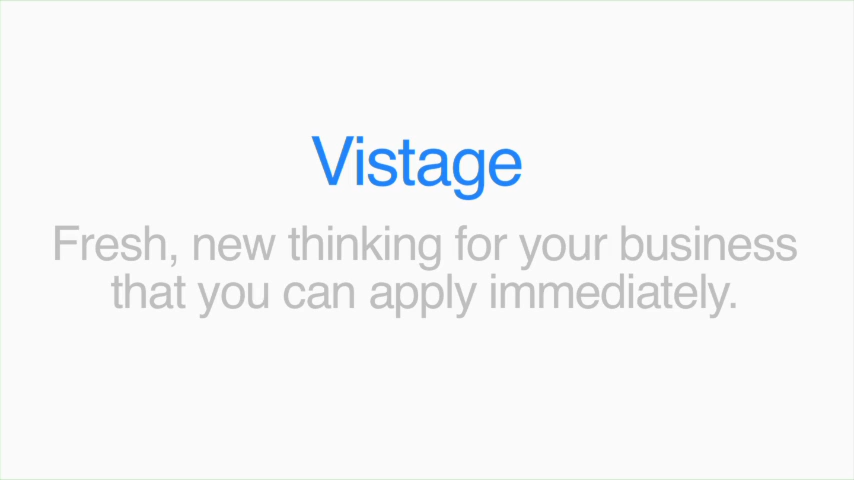 Vistage
Fresh, new thinking for your business
that you can apply immediately.